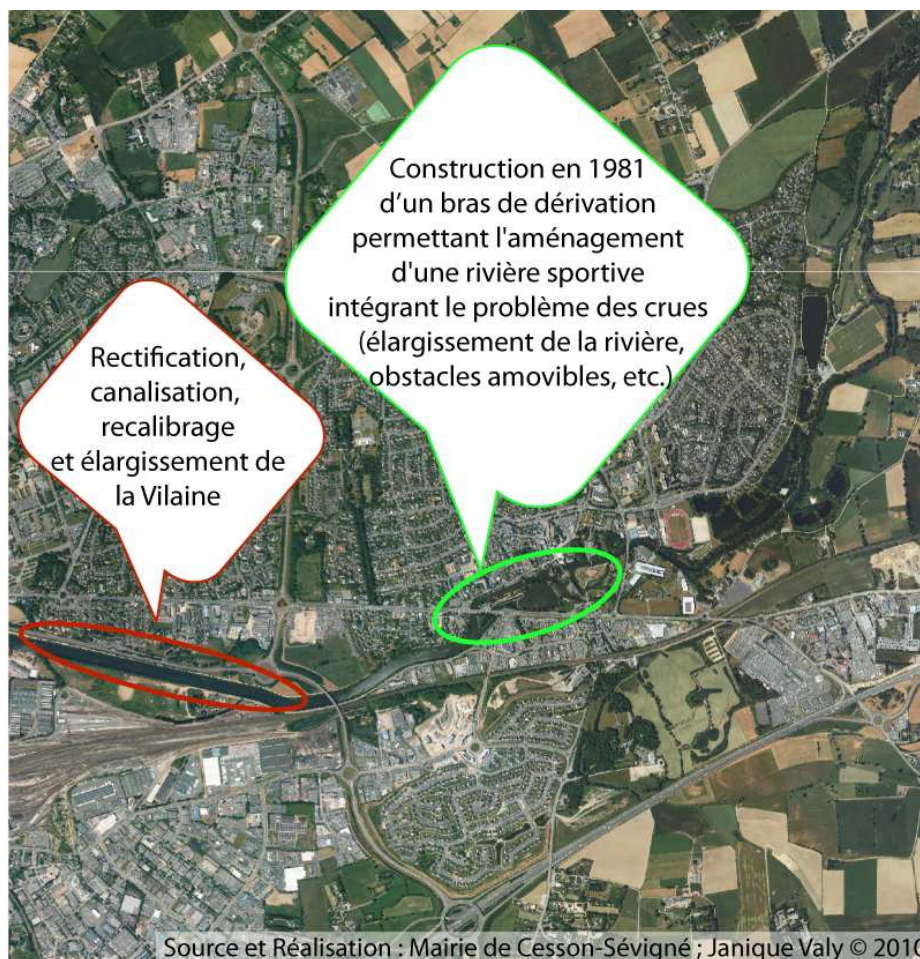 Construction en 1981
d'un bras de dérivation
permettant l'aménagement
d'une rivière sportive
intégrant le problème des crues
(élargissement de la rivière,
obstacles amovibles, etc.)
Rectification,
canalisation,
recalibrage
et élargissement de
la Vilaine
Source et Réalisation : Mairie de Cesson-Sévigné ; Janique Valy © 2010